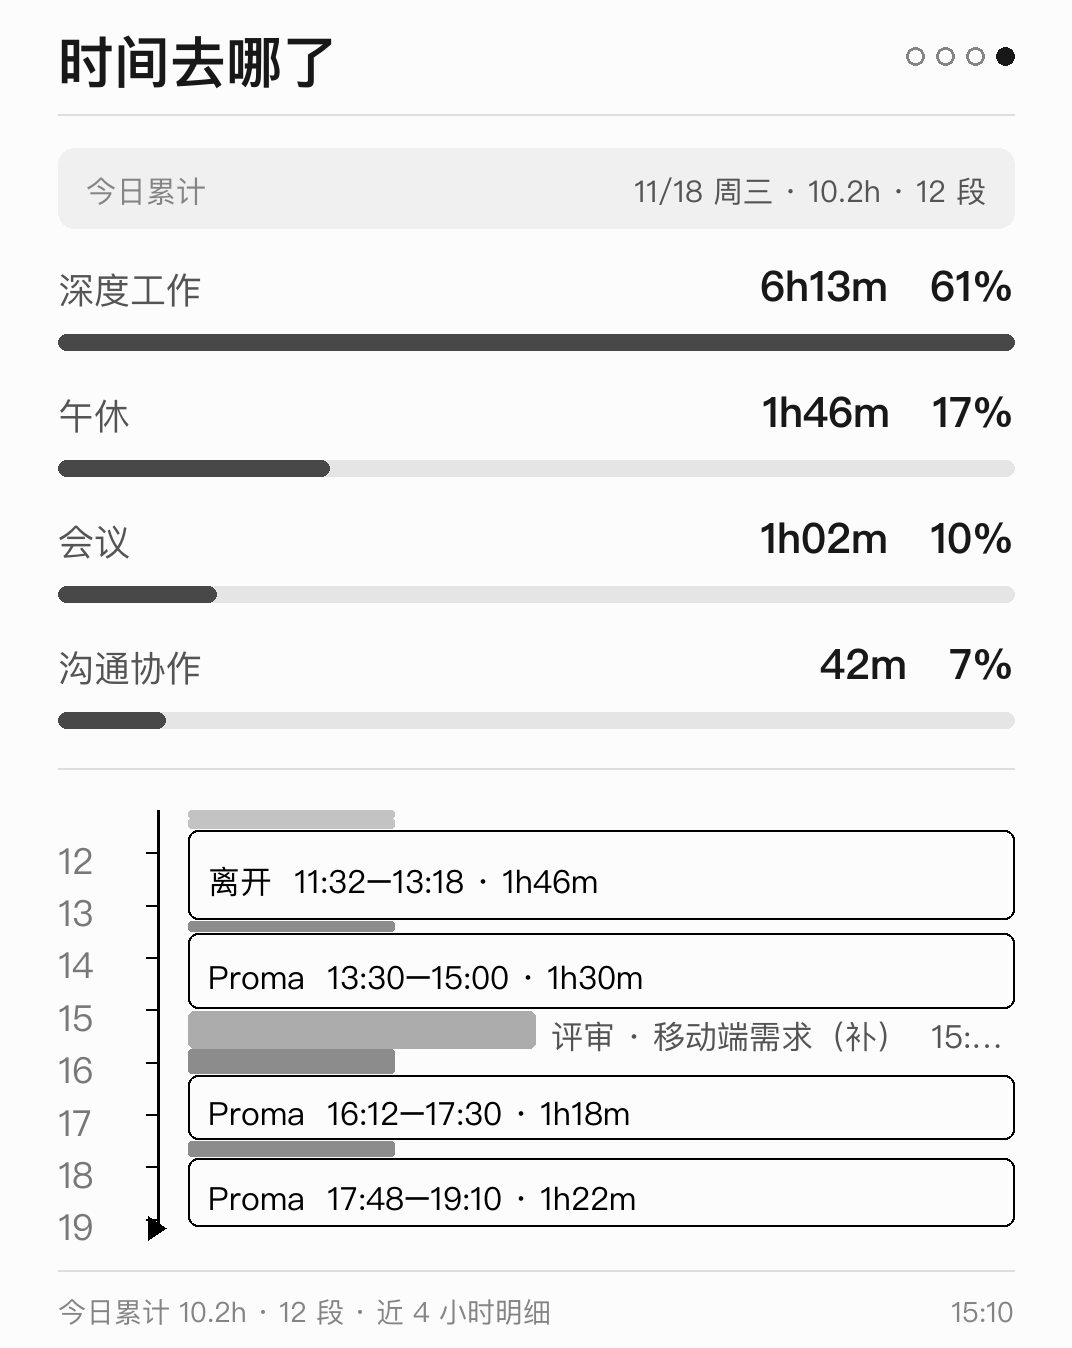 时间去哪了
今日累计 11/18 周三 · 10.2h · 12 段
深度工作 6h13m 61%
午休 1h46m 17%
会议 1h02m 10%
沟通协作 42m 7%
12
离开 11:32–13:18 · 1h46m
13
14
Proma 13:30–15:00 · 1h30m
15
评审 · 移动端需求（补） 15:...
16
17
Proma 16:12–17:30 · 1h18m
18
Proma 17:48–19:10 · 1h22m
19
今日累计 10.2h · 12 段 · 近 4 小时明细 15:10